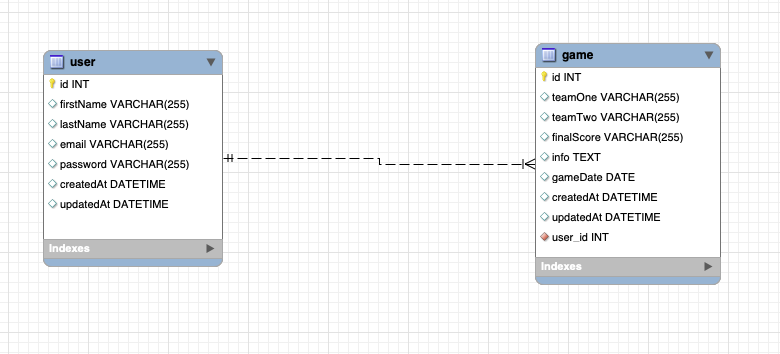 user
id INT
firstName VARCHAR(255)
lastName VARCHAR(255)
email VARCHAR(255)
password VARCHAR(255)
createdAt DATETIME
updatedAt DATETIME
Indexes
game
id INT
teamOne VARCHAR(255)
teamTwo VARCHAR(255)
finalScore VARCHAR(255)
info TEXT
gameDate DATE
createdAt DATETIME
updatedAt DATETIME
user_id INT
Indexes